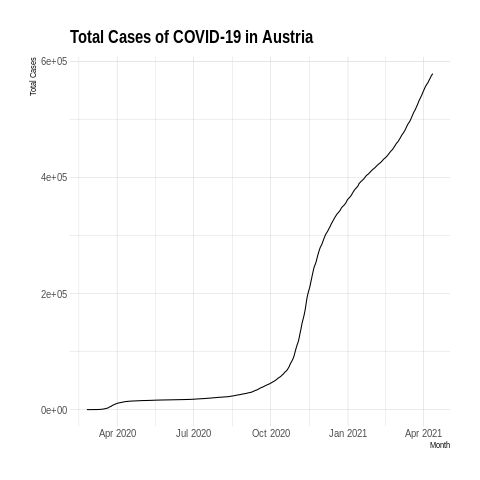 Total Cases of COVID-19 in Austria
Total Cases
6e+05
4e+05
2e+05
0e+00
Apr 2020 Jul 2020 Oct 2020 Jan 2021 Apr 2021
Month